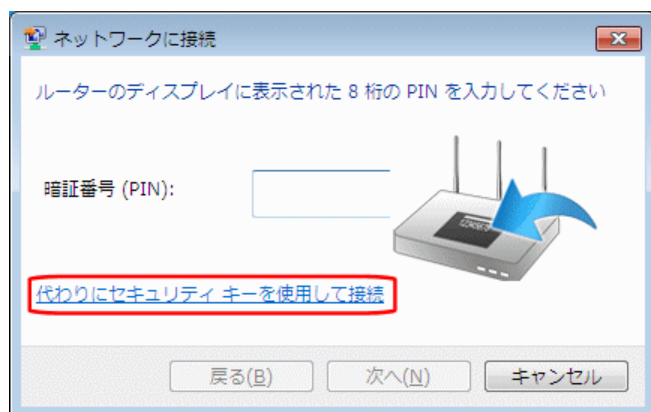 ネットワークに接続
ルーターのディスプレイに表示された 8 桁の PIN を入力してください
暗証番号 (PIN):
代わりにセキュリティ キーを使用して接続
戻る(B)
次へ(N)
キャンセル